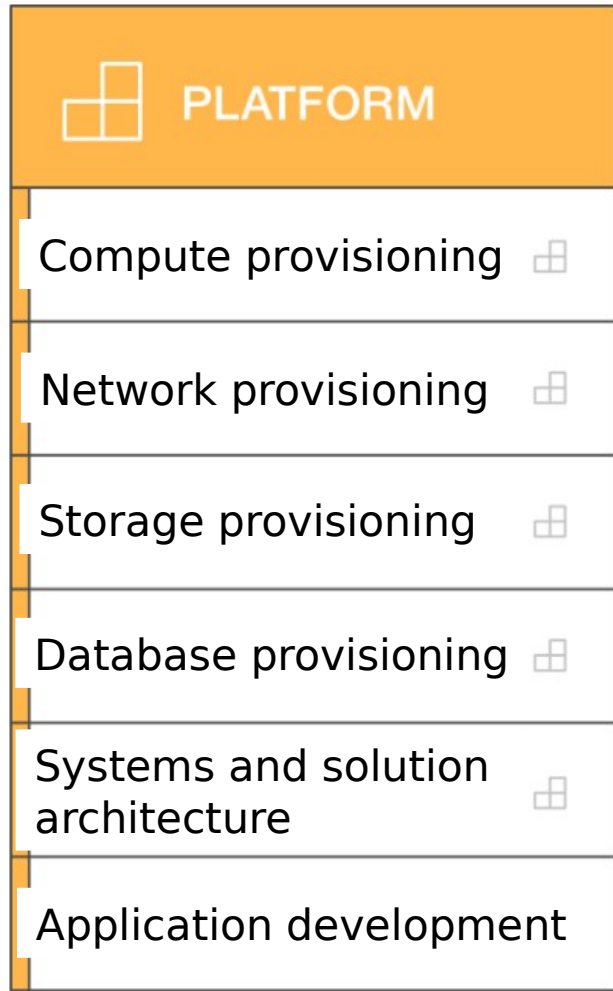 PLATFORM
Compute provisioning
Network provisioning
Storage provisioning
Database provisioning
Systems and solution
architecture
Application development